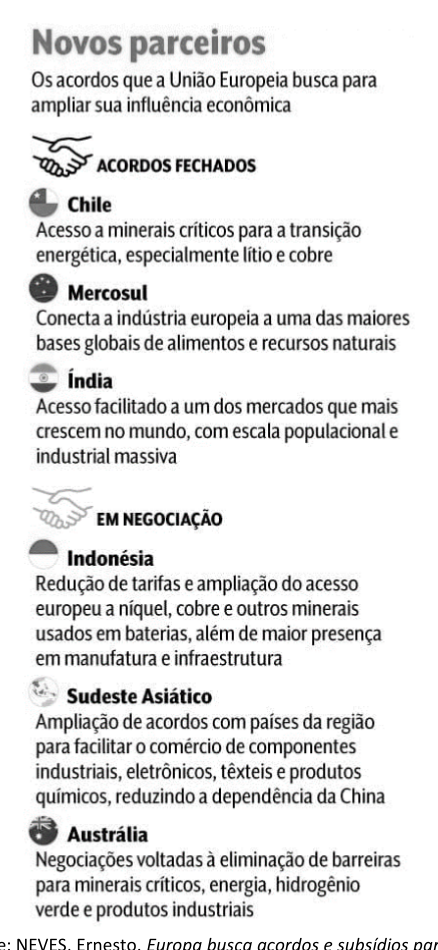 Novos parceiros
Os acordos que a União Europeia busca para
ampliar sua influência econômica
ACORDOS FECHADOS
Chile
Acesso a minerais críticos para a transição
energética, especialmente lítio e cobre
Mercosul
Conecta a indústria europeia a uma das maiores
bases globais de alimentos e recursos naturais
Índia
Acesso facilitado a um dos mercados que mais
crescem no mundo, com escala populacional e
industrial massiva
EM NEGOCIAÇÃO
Indonésia
Redução de tarifas e ampliação do acesso
europeu a níquel, cobre e outros minerais
usados em baterias, além de maior presença
em manufatura e infraestrutura
Sudeste Asiático
Ampliação de acordos com países da região
para facilitar o comércio de componentes
industriais, eletrônicos, têxteis e produtos
químicos, reduzindo a dependência da China
Austrália
Negociações voltadas à eliminação de barreiras
para minerais críticos, energia, hidrogênio
verde e produtos industriais
e: NEVES, Ernesto. Europa busca acordos e subsídios par